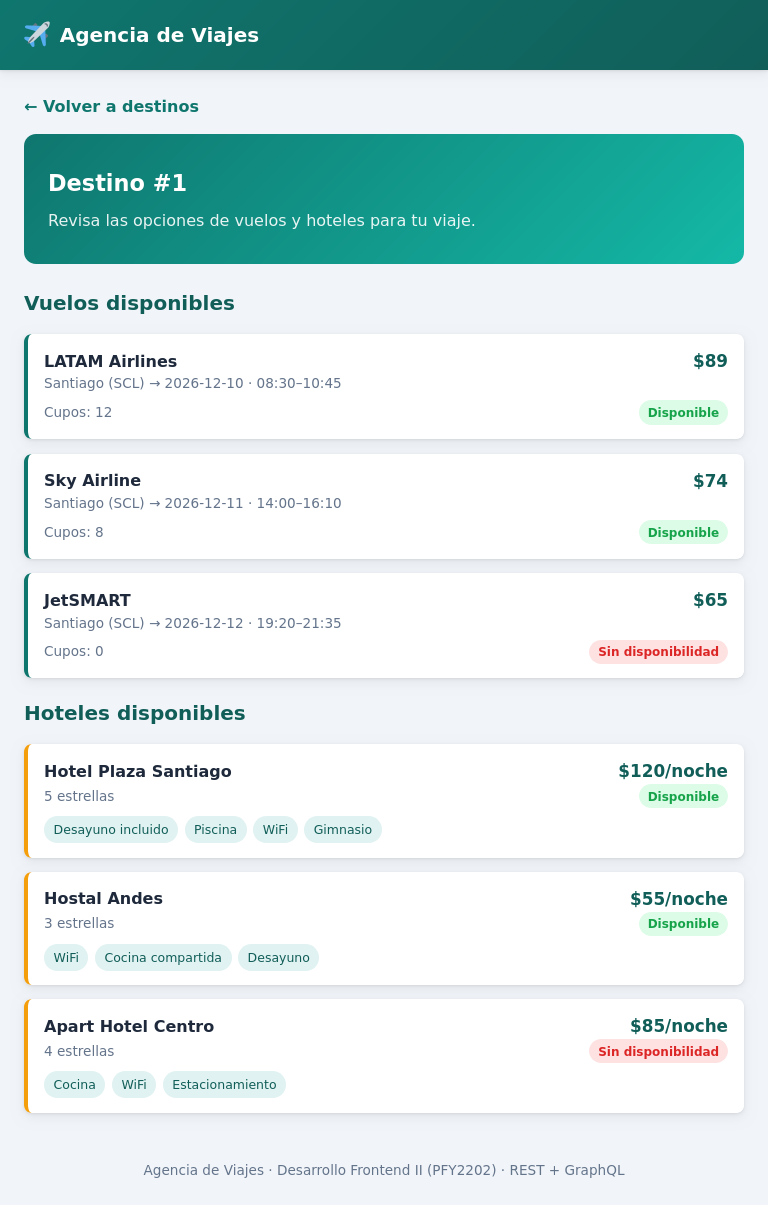 Agencia de Viajes
← Volver a destinos
Destino #1
Revisa las opciones de vuelos y hoteles para tu viaje.
Vuelos disponibles
LATAM Airlines $89
Santiago (SCL) → 2026-12-10 · 08:30–10:45
Cupos: 12 Disponible
Sky Airline $74
Santiago (SCL) → 2026-12-11 · 14:00–16:10
Cupos: 8 Disponible
JetSMART $65
Santiago (SCL) → 2026-12-12 · 19:20–21:35
Cupos: 0 Sin disponibilidad
Hoteles disponibles
Hotel Plaza Santiago $120/noche
5 estrellas Disponible
Desayuno incluido Piscina WiFi Gimnasio
Hostal Andes $55/noche
3 estrellas Disponible
WiFi Cocina compartida Desayuno
Apart Hotel Centro $85/noche
4 estrellas Sin disponibilidad
Cocina WiFi Estacionamiento
Agencia de Viajes · Desarrollo Frontend II (PFY2202) · REST + GraphQL